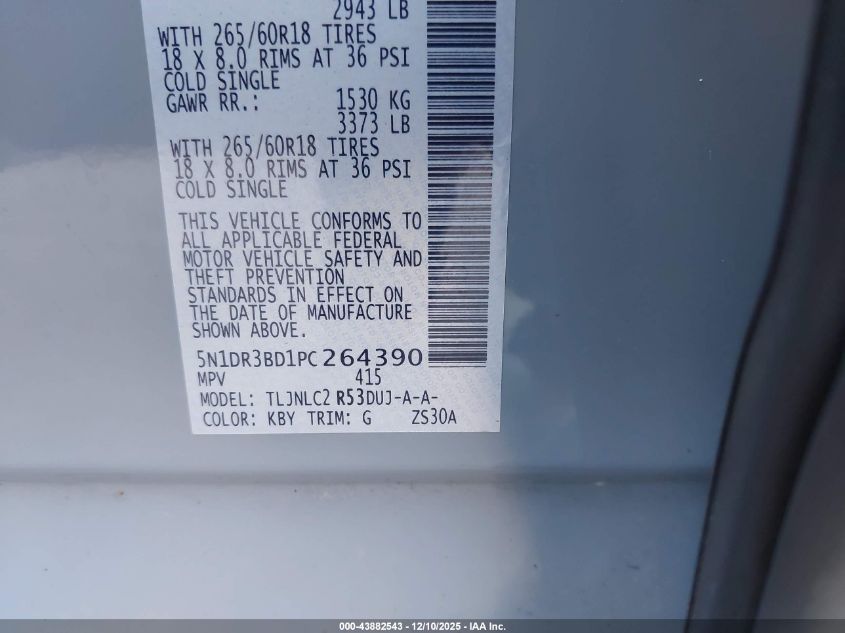 2943 LB
WITH 265/60R18 TIRES
18 X 8.0 RIMS AT 36 PSI
COLD SINGLE
GAWR RR.: 1530 KG
3373 LB
WITH 265/60R18 TIRES
18 X 8.0 RIMS AT 36 PSI
COLD SINGLE
THIS VEHICLE CONFORMS TO
ALL APPLICABLE FEDERAL
MOTOR VEHICLE SAFETY AND
THEFT PREVENTION
STANDARDS IN EFFECT ON
THE DATE OF MANUFACTURE
SHOWN ABOVE.
5N1DR3BD1PC264390
MPV 415
MODEL: TLJNLC2 R53DUJ-A-A-
COLOR: KBY TRIM: G ZS30A
000-43882543 - 12/10/2025 - IAA Inc.